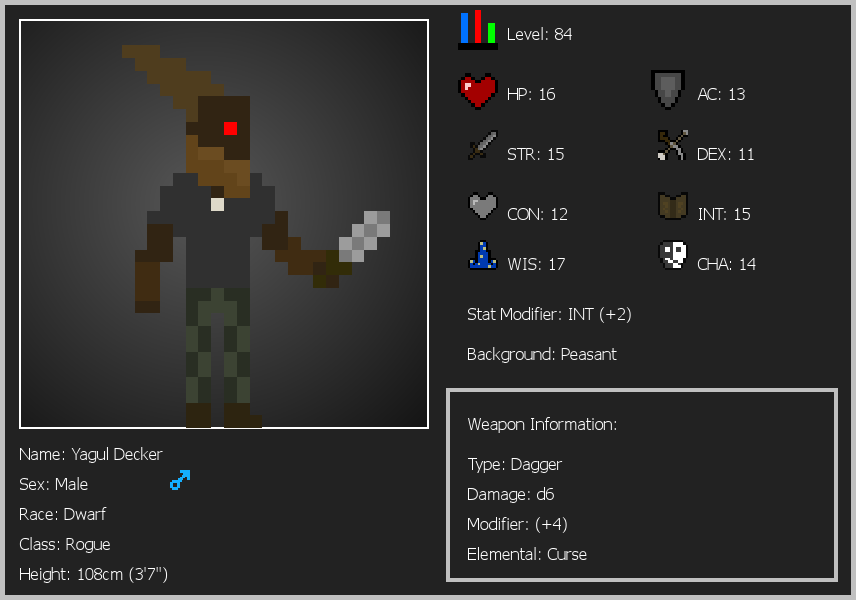 Level: 84
HP: 16
AC: 13
STR: 15
DEX: 11
CON: 12
INT: 15
WIS: 17
CHA: 14
Stat Modifier: INT (+2)
Background: Peasant
Weapon Information:
Type: Dagger
Damage: d6
Modifier: (+4)
Elemental: Curse
Name: Yagul Decker
Sex: Male
Race: Dwarf
Class: Rogue
Height: 108cm (3'7")